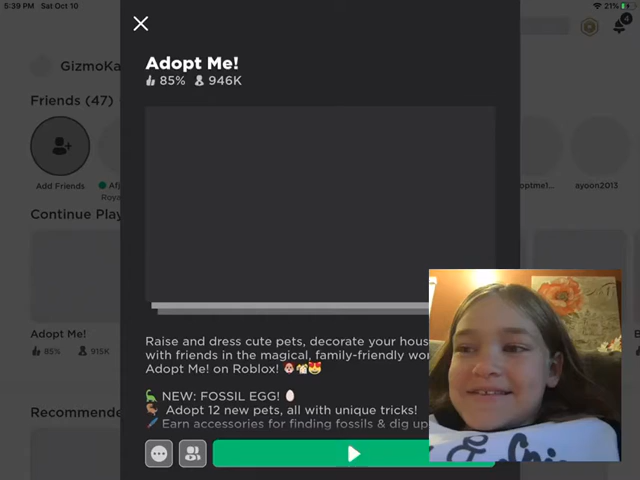 5:39 PM Sat Oct 10
21%
4
Adopt Me!
85% 946K
GizmoKa
Friends (47)
Add Friends
Royal
ayoon2013
Continue Play
Adopt Me!
85% 915K
Raise and dress cute pets, decorate your hous
with friends in the magical, family-friendly wor
Adopt Me! on Roblox!
NEW: FOSSIL EGG!
Adopt 12 new pets, all with unique tricks!
Earn accessories for finding fossils & dig up
Recommende